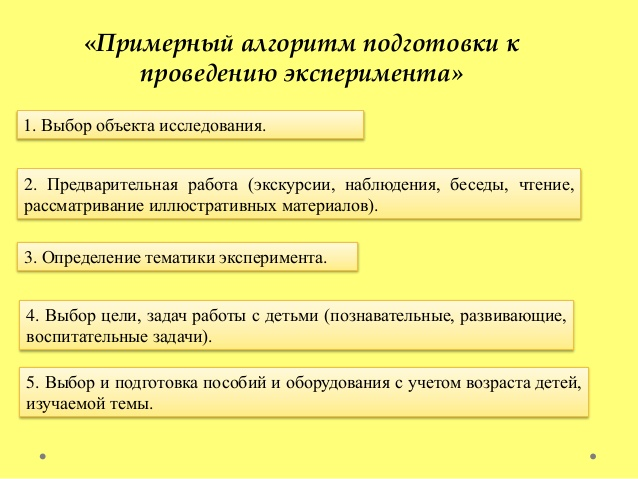 «Примерный алгоритм подготовки к
проведению эксперимента»
1. Выбор объекта исследования.
2. Предварительная работа (экскурсии, наблюдения, беседы, чтение,
рассматривание иллюстративных материалов).
3. Определение тематики эксперимента.
4. Выбор цели, задач работы с детьми (познавательные, развивающие,
воспитательные задачи).
5. Выбор и подготовка пособий и оборудования с учетом возраста детей,
изучаемой темы.